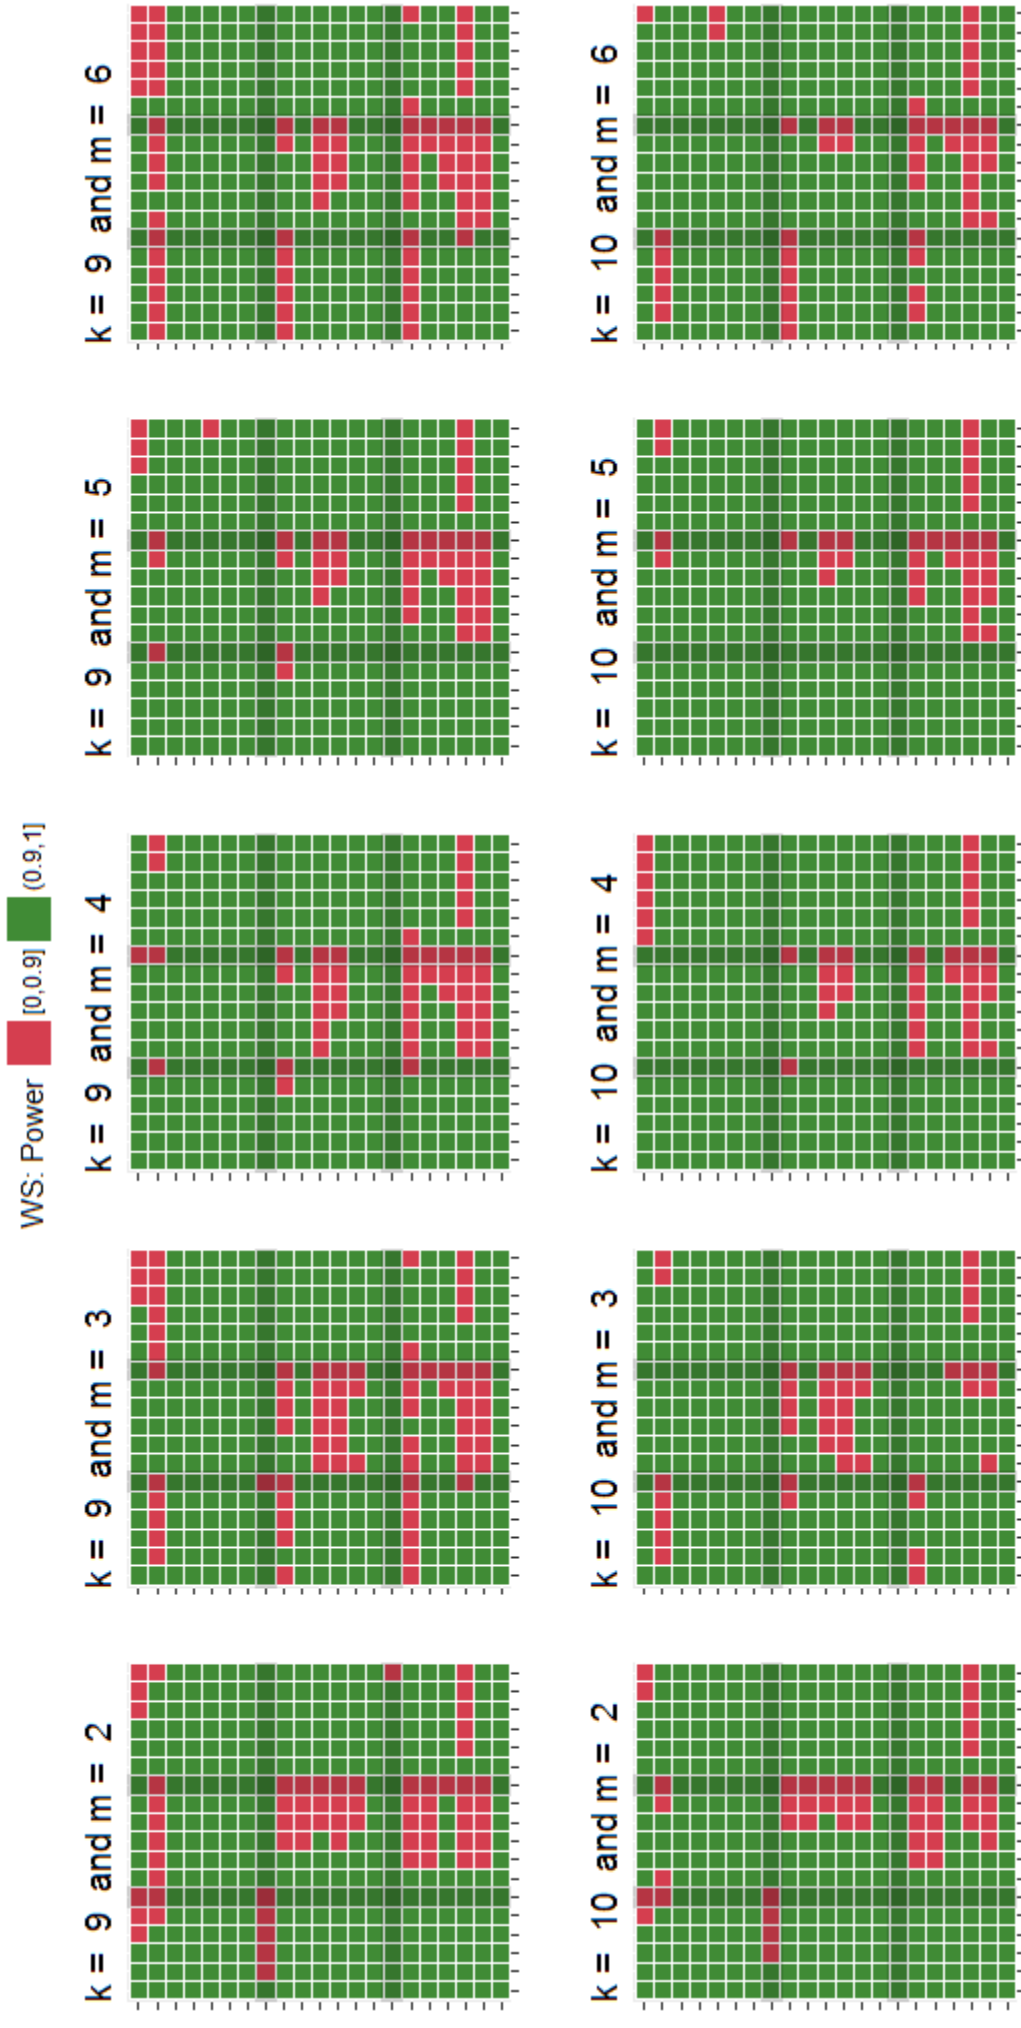 WS: Power [0,0.9] (0.9,1]
k = 9 and m = 2
k = 9 and m = 3
k = 9 and m = 4
k = 9 and m = 5
k = 9 and m = 6
k = 10 and m = 2
k = 10 and m = 3
k = 10 and m = 4
k = 10 and m = 5
k = 10 and m = 6